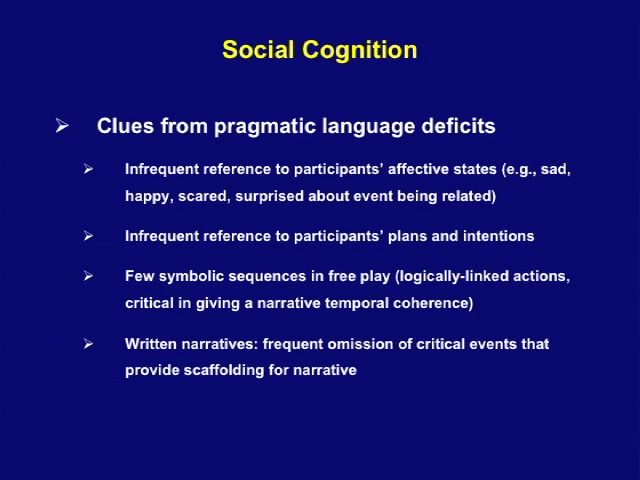 Social Cognition
Clues from pragmatic language deficits
Infrequent reference to participants’ affective states (e.g., sad,
happy, scared, surprised about event being related)
Infrequent reference to participants’ plans and intentions
Few symbolic sequences in free play (logically-linked actions,
critical in giving a narrative temporal coherence)
Written narratives: frequent omission of critical events that
provide scaffolding for narrative